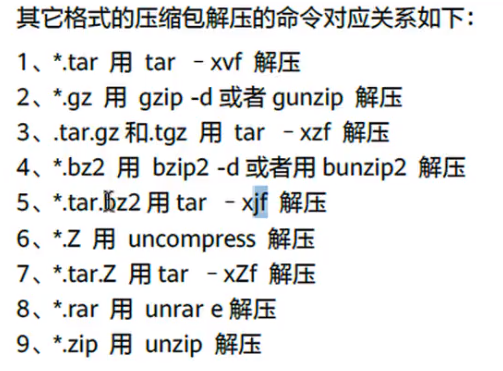 其它格式的压缩包解压的命令对应关系如下：
1、*.tar 用 tar –xvf 解压
2、*.gz 用 gzip -d 或者 gunzip 解压
3、.tar.gz 和.tgz 用 tar –xzf 解压
4、*.bz2 用 bzip2 -d 或者用 bunzip2 解压
5、*.tar.bz2 用 tar –xjf 解压
6、*.Z 用 uncompress 解压
7、*.tar.Z 用 tar –xZf 解压
8、*.rar 用 unrar e 解压
9、*.zip 用 unzip 解压